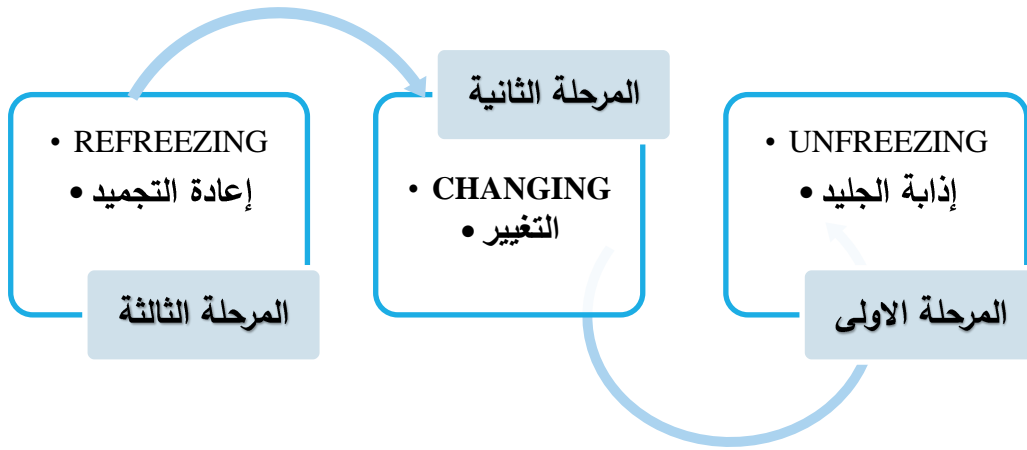 المرحلة الثانية
• UNFREEZING
• إذابة الجليد
المرحلة الاولى
• CHANGING
• التغيير
• REFREEZING
• إعادة التجميد
المرحلة الثالثة